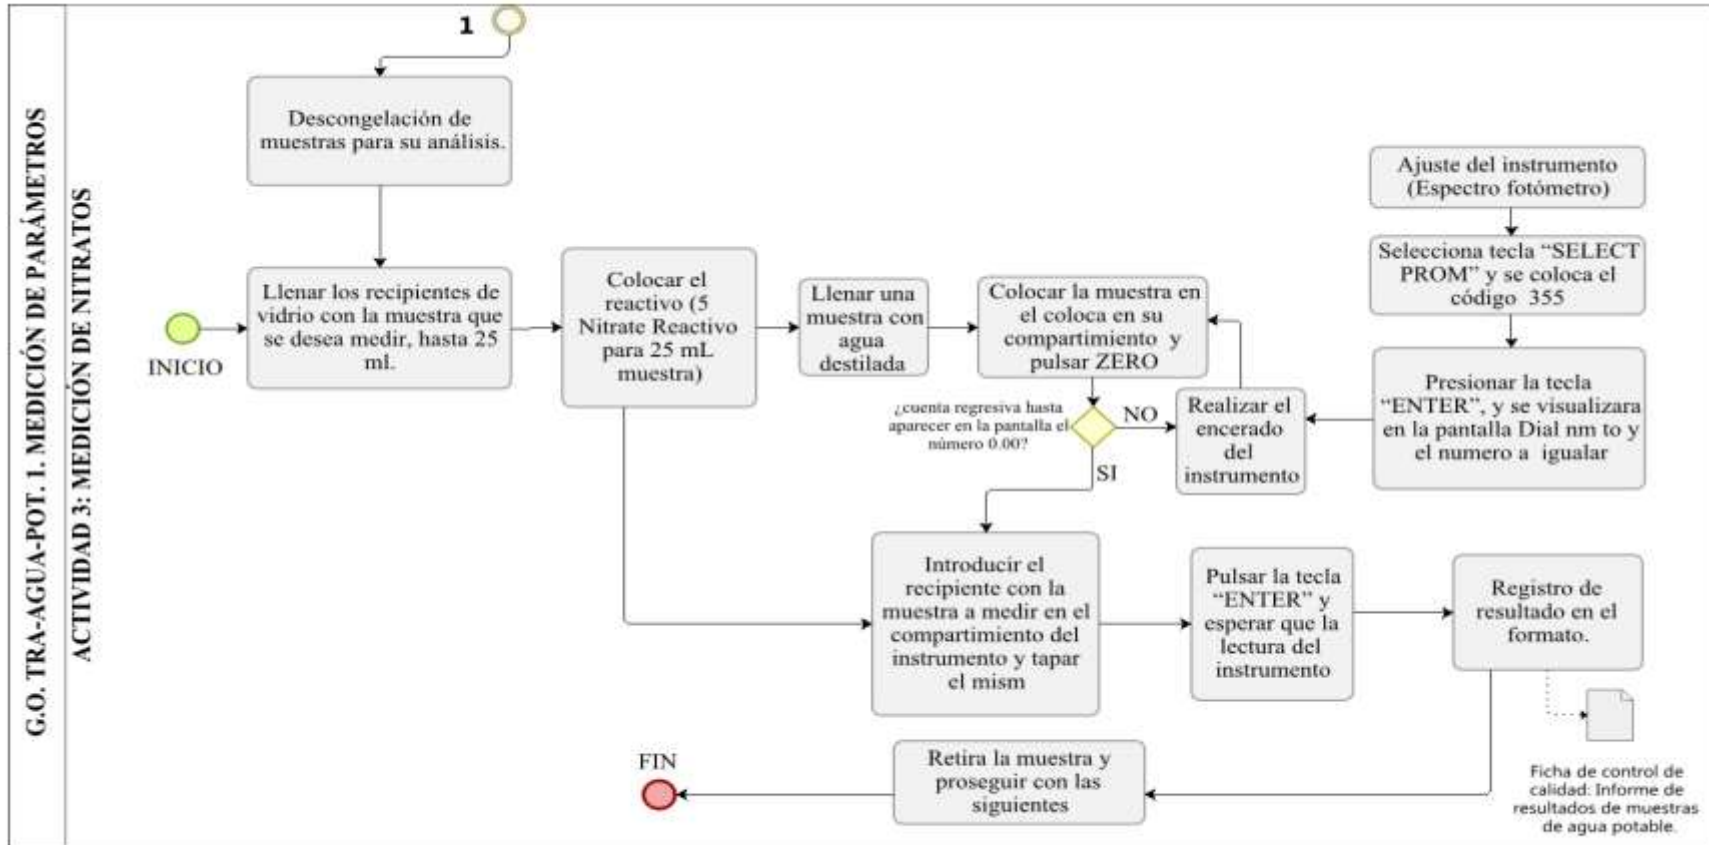 G.O. TRA-AGUA-POT. 1. MEDICIÓN DE PARÁMETROS
ACTIVIDAD 3: MEDICIÓN DE NITRATOS
1
Descongelación de
muestras para su análisis.
INICIO
Llenar los recipientes de
vidrio con la muestra que
se desea medir, hasta 25
ml.
Colocar el
reactivo (5
Nitrate Reactivo
para 25 mL
muestra)
Llenar una
muestra con
agua
destilada
Colocar la muestra en
el coloca en su
compartimiento y
pulsar ZERO
¿cuenta regresiva hasta
aparecer en la pantalla el
número 0.00?
NO
SI
Realizar el
encerado
del
instrumento
Ajuste del instrumento
(Espectro fotómetro)
Selecciona tecla “SELECT
PROM” y se coloca el
código 355
Presionar la tecla
“ENTER”, y se visualizara
en la pantalla Dial nm to y
el numero a igualar
Introducir el
recipiente con la
muestra a medir en el
compartimiento del
instrumento y tapar
el mism
Pulsar la tecla
“ENTER” y
esperar que la
lectura del
instrumento
Registro de
resultado en el
formato.
Ficha de control de
calidad: Informe de
resultados de muestras
de agua potable.
Retira la muestra y
proseguir con las
siguientes
FIN